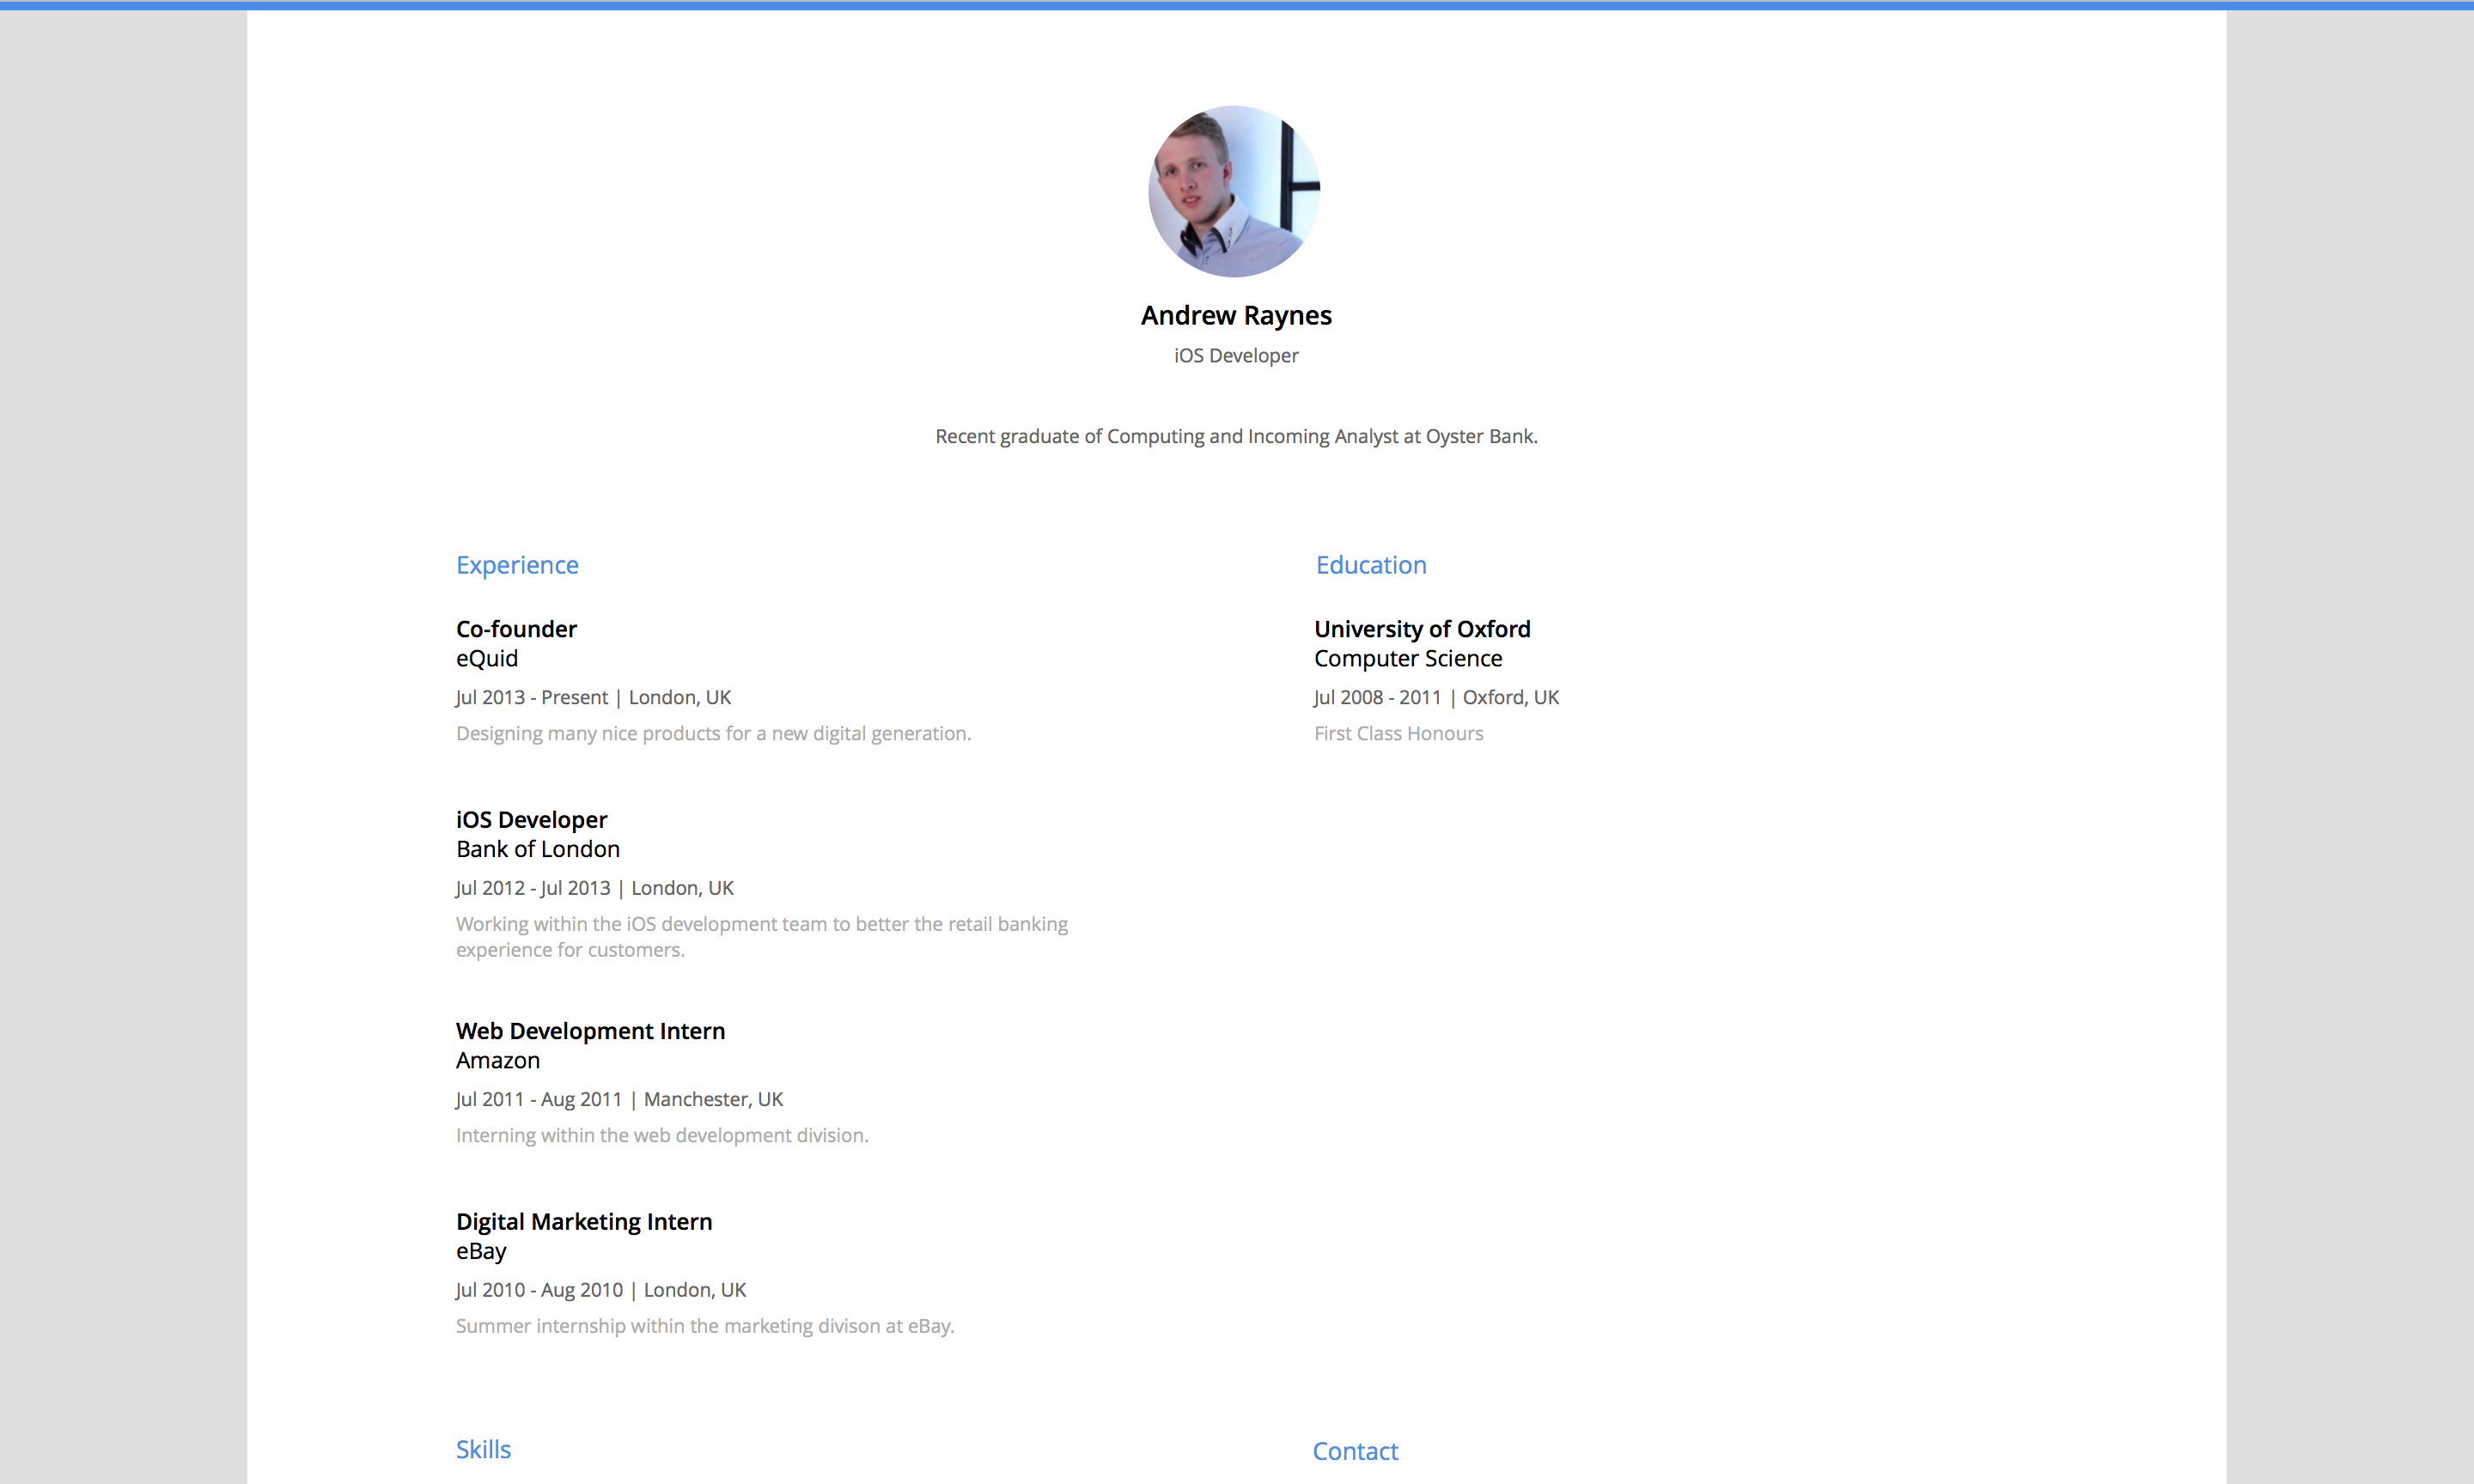 Andrew Raynes
iOS Developer
Recent graduate of Computing and Incoming Analyst at Oyster Bank.
Experience
Co-founder
eQuid
Jul 2013 - Present | London, UK
Designing many nice products for a new digital generation.
iOS Developer
Bank of London
Jul 2012 - Jul 2013 | London, UK
Working within the iOS development team to better the retail banking
experience for customers.
Web Development Intern
Amazon
Jul 2011 - Aug 2011 | Manchester, UK
Interning within the web development division.
Digital Marketing Intern
eBay
Jul 2010 - Aug 2010 | London, UK
Summer internship within the marketing divison at eBay.
Education
University of Oxford
Computer Science
Jul 2008 - 2011 | Oxford, UK
First Class Honours
Skills
Contact